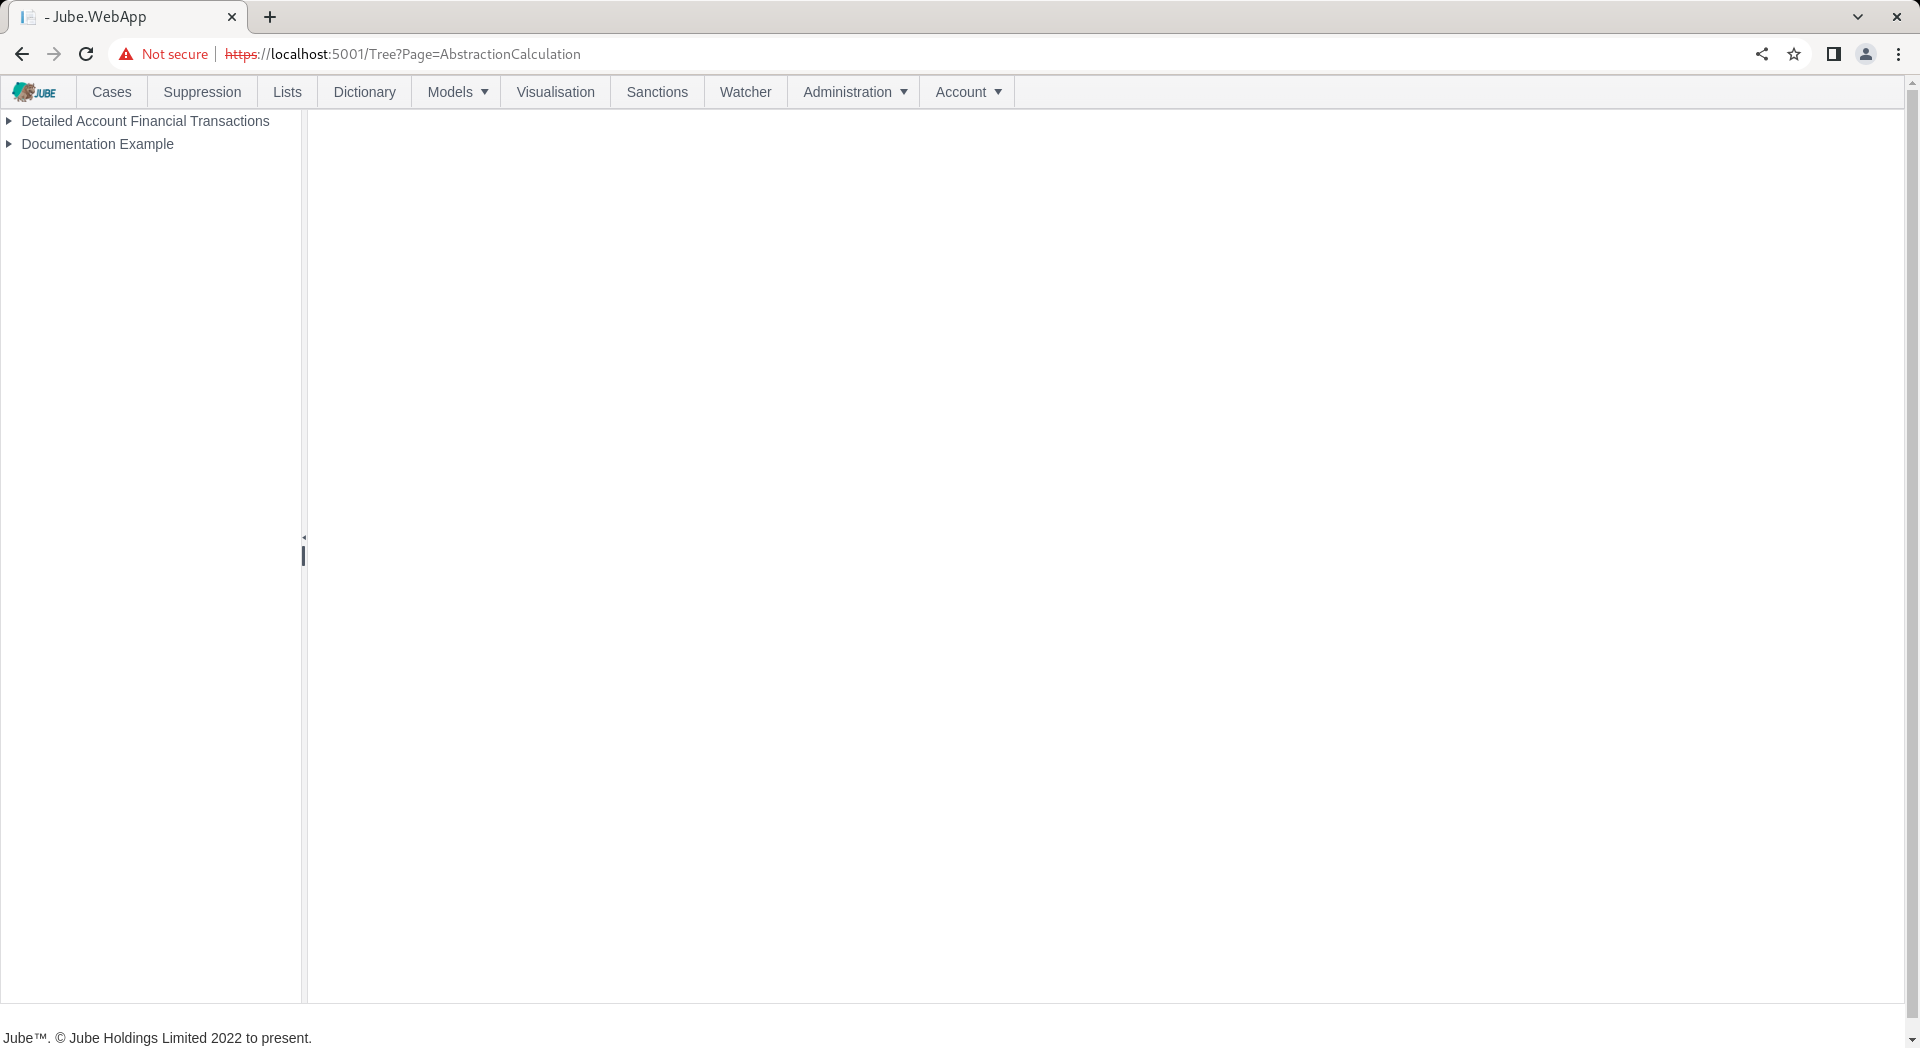 - Jube.WebApp
Not secure https://localhost:5001/Tree?Page=AbstractionCalculation
JUBE Cases Suppression Lists Dictionary Models Visualisation Sanctions Watcher Administration Account
Detailed Account Financial Transactions
Documentation Example
Jube™. © Jube Holdings Limited 2022 to present.